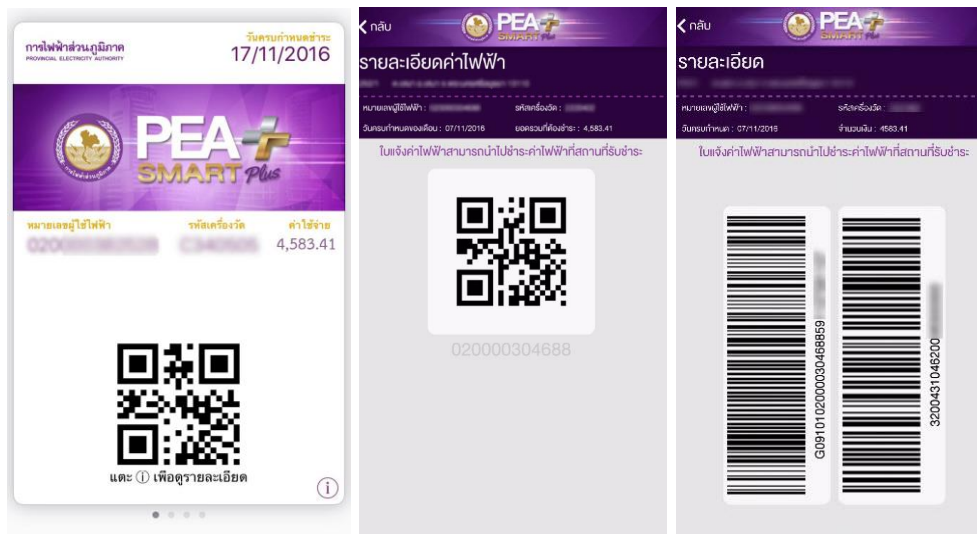 การไฟฟ้าส่วนภูมิภาค
PROVINCIAL ELECTRICITY AUTHORITY
วันครบกำหนดชำระ
17/11/2016
PEA
SMART Plus
หมายเลขผู้ใช้ไฟฟ้า รหัสเครื่องวัด ค่าใช้จ่าย
4,583.41
แตะ ⓘ เพื่อดูรายละเอียด
กลับ
PEA
SMART Plus
รายละเอียดค่าไฟฟ้า
หมายเลขผู้ใช้ไฟฟ้า : รหัสเครื่องวัด :
วันครบกำหนดของเดือน : 07/11/2016 ยอดรวมที่ต้องชำระ : 4,583.41
ใบแจ้งค่าไฟฟ้าสามารถนำไปชำระค่าไฟฟ้าที่สถานที่รับชำระ
020000304688
กลับ
PEA
SMART Plus
รายละเอียด
หมายเลขผู้ใช้ไฟฟ้า : รหัสเครื่องวัด :
วันครบกำหนด : 07/11/2016 จำนวนเงิน : 4583.41
ใบแจ้งค่าไฟฟ้าสามารถนำไปชำระค่าไฟฟ้าที่สถานที่รับชำระ
G091010200003046885​9
3200431046200